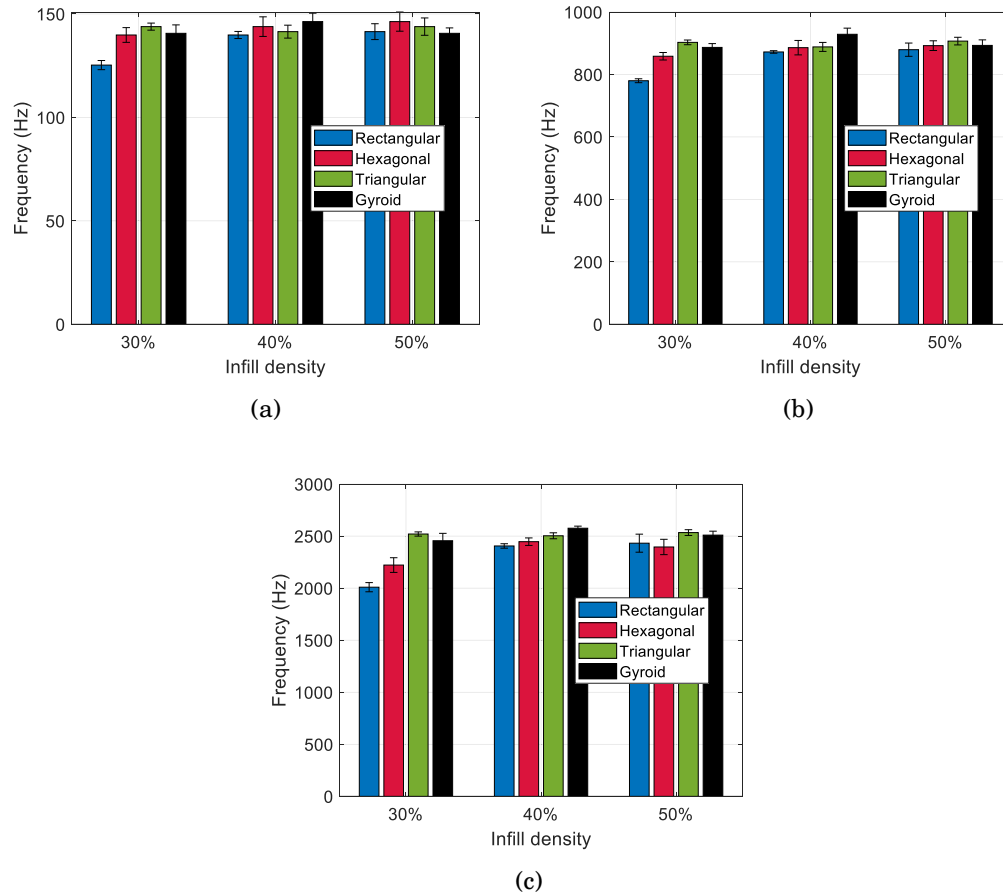 150
100
50
0
Frequency (Hz)
Rectangular
Hexagonal
Triangular
Gyroid
30%
40%
50%
Infill density
(a)
1000
800
600
400
200
0
Frequency (Hz)
Rectangular
Hexagonal
Triangular
Gyroid
30%
40%
50%
Infill density
(b)
3000
2500
2000
1500
1000
500
0
Frequency (Hz)
Rectangular
Hexagonal
Triangular
Gyroid
30%
40%
50%
Infill density
(c)